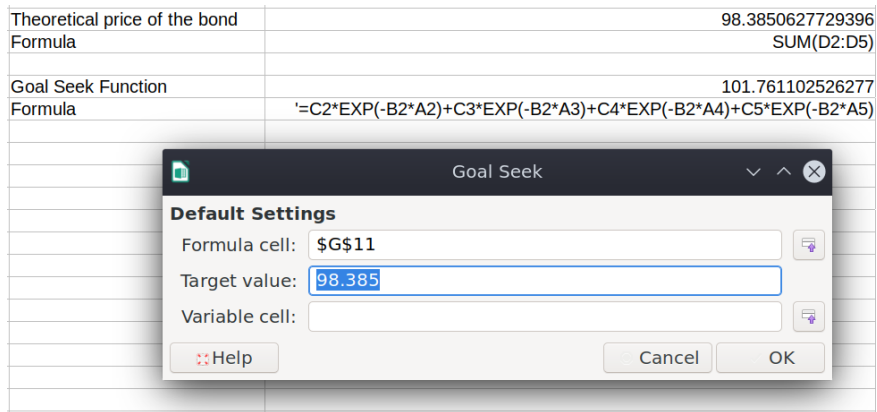 Theoretical price of the bond 98.3850627729396
Formula SUM(D2:D5)
Goal Seek Function 101.761102526277
Formula '=C2*EXP(-B2*A2)+C3*EXP(-B2*A3)+C4*EXP(-B2*A4)+C5*EXP(-B2*A5)
Goal Seek
Default Settings
Formula cell: $G$11
Target value: 98.385
Variable cell:
Help Cancel OK